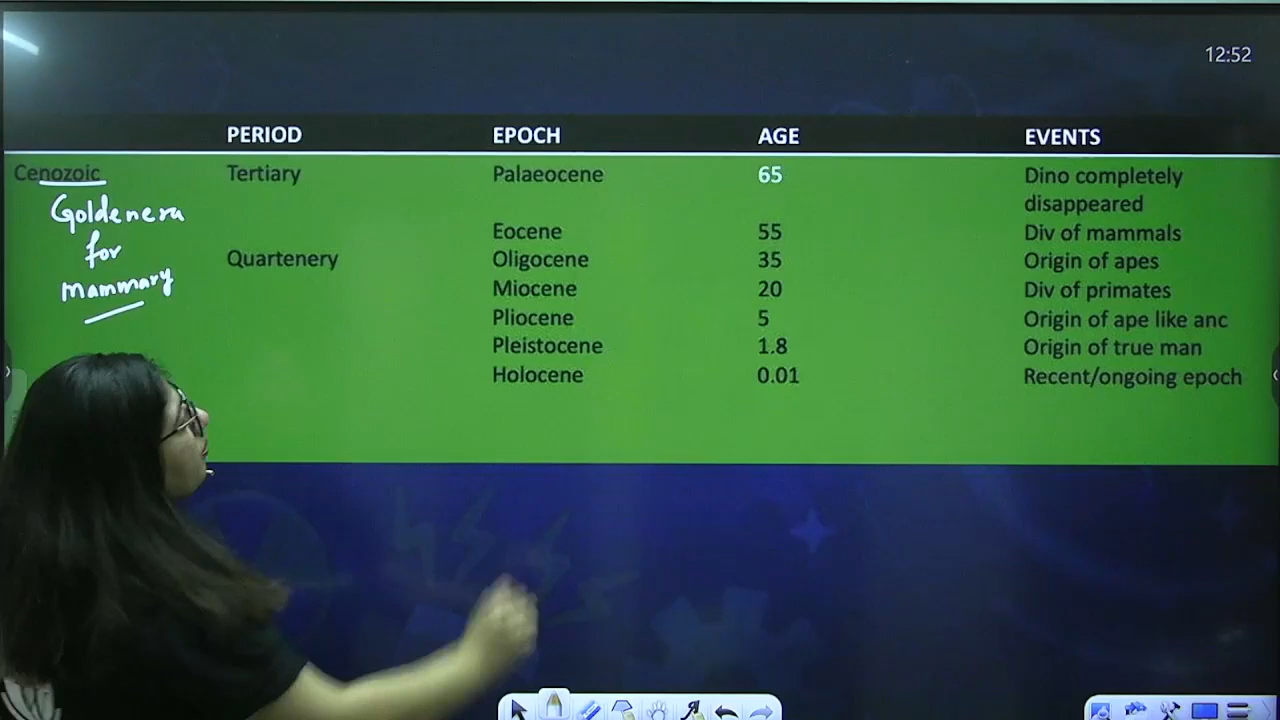 12:52
PERIOD EPOCH AGE EVENTS
Cenozoic Tertiary Palaeocene 65 Dino completely
disappeared
Goldenera
for
mammary
Eocene 55 Div of mammals
Quartenery Oligocene 35 Origin of apes
Miocene 20 Div of primates
Pliocene 5 Origin of ape like anc
Pleistocene 1.8 Origin of true man
Holocene 0.01 Recent/ongoing epoch